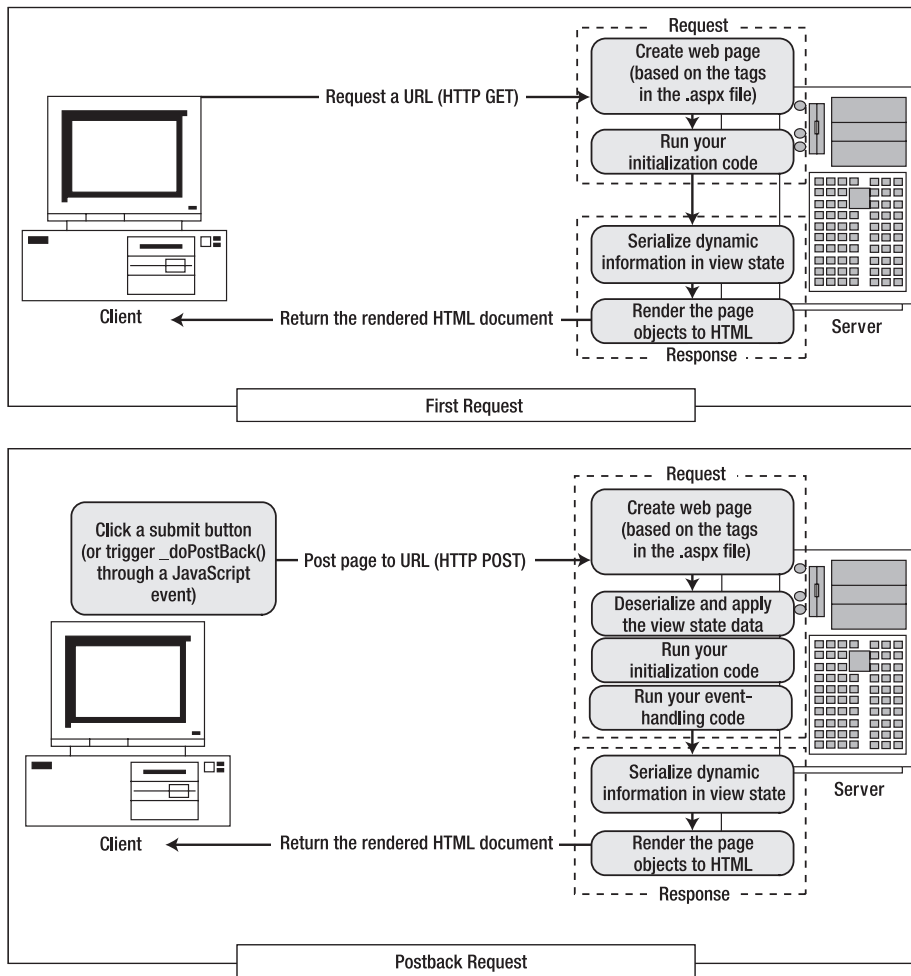 Request
Create web page
(based on the tags
in the .aspx file)
Request a URL (HTTP GET)
Run your
initialization code
Serialize dynamic
information in view state
Client
Return the rendered HTML document
Render the page
objects to HTML
Server
Response
First Request
Request
Click a submit button
(or trigger _doPostBack()
through a JavaScript
event)
Post page to URL (HTTP POST)
Create web page
(based on the tags
in the .aspx file)
Deserialize and apply
the view state data
Run your
initialization code
Run your event-
handling code
Serialize dynamic
information in view state
Server
Client
Return the rendered HTML document
Render the page
objects to HTML
Response
Postback Request